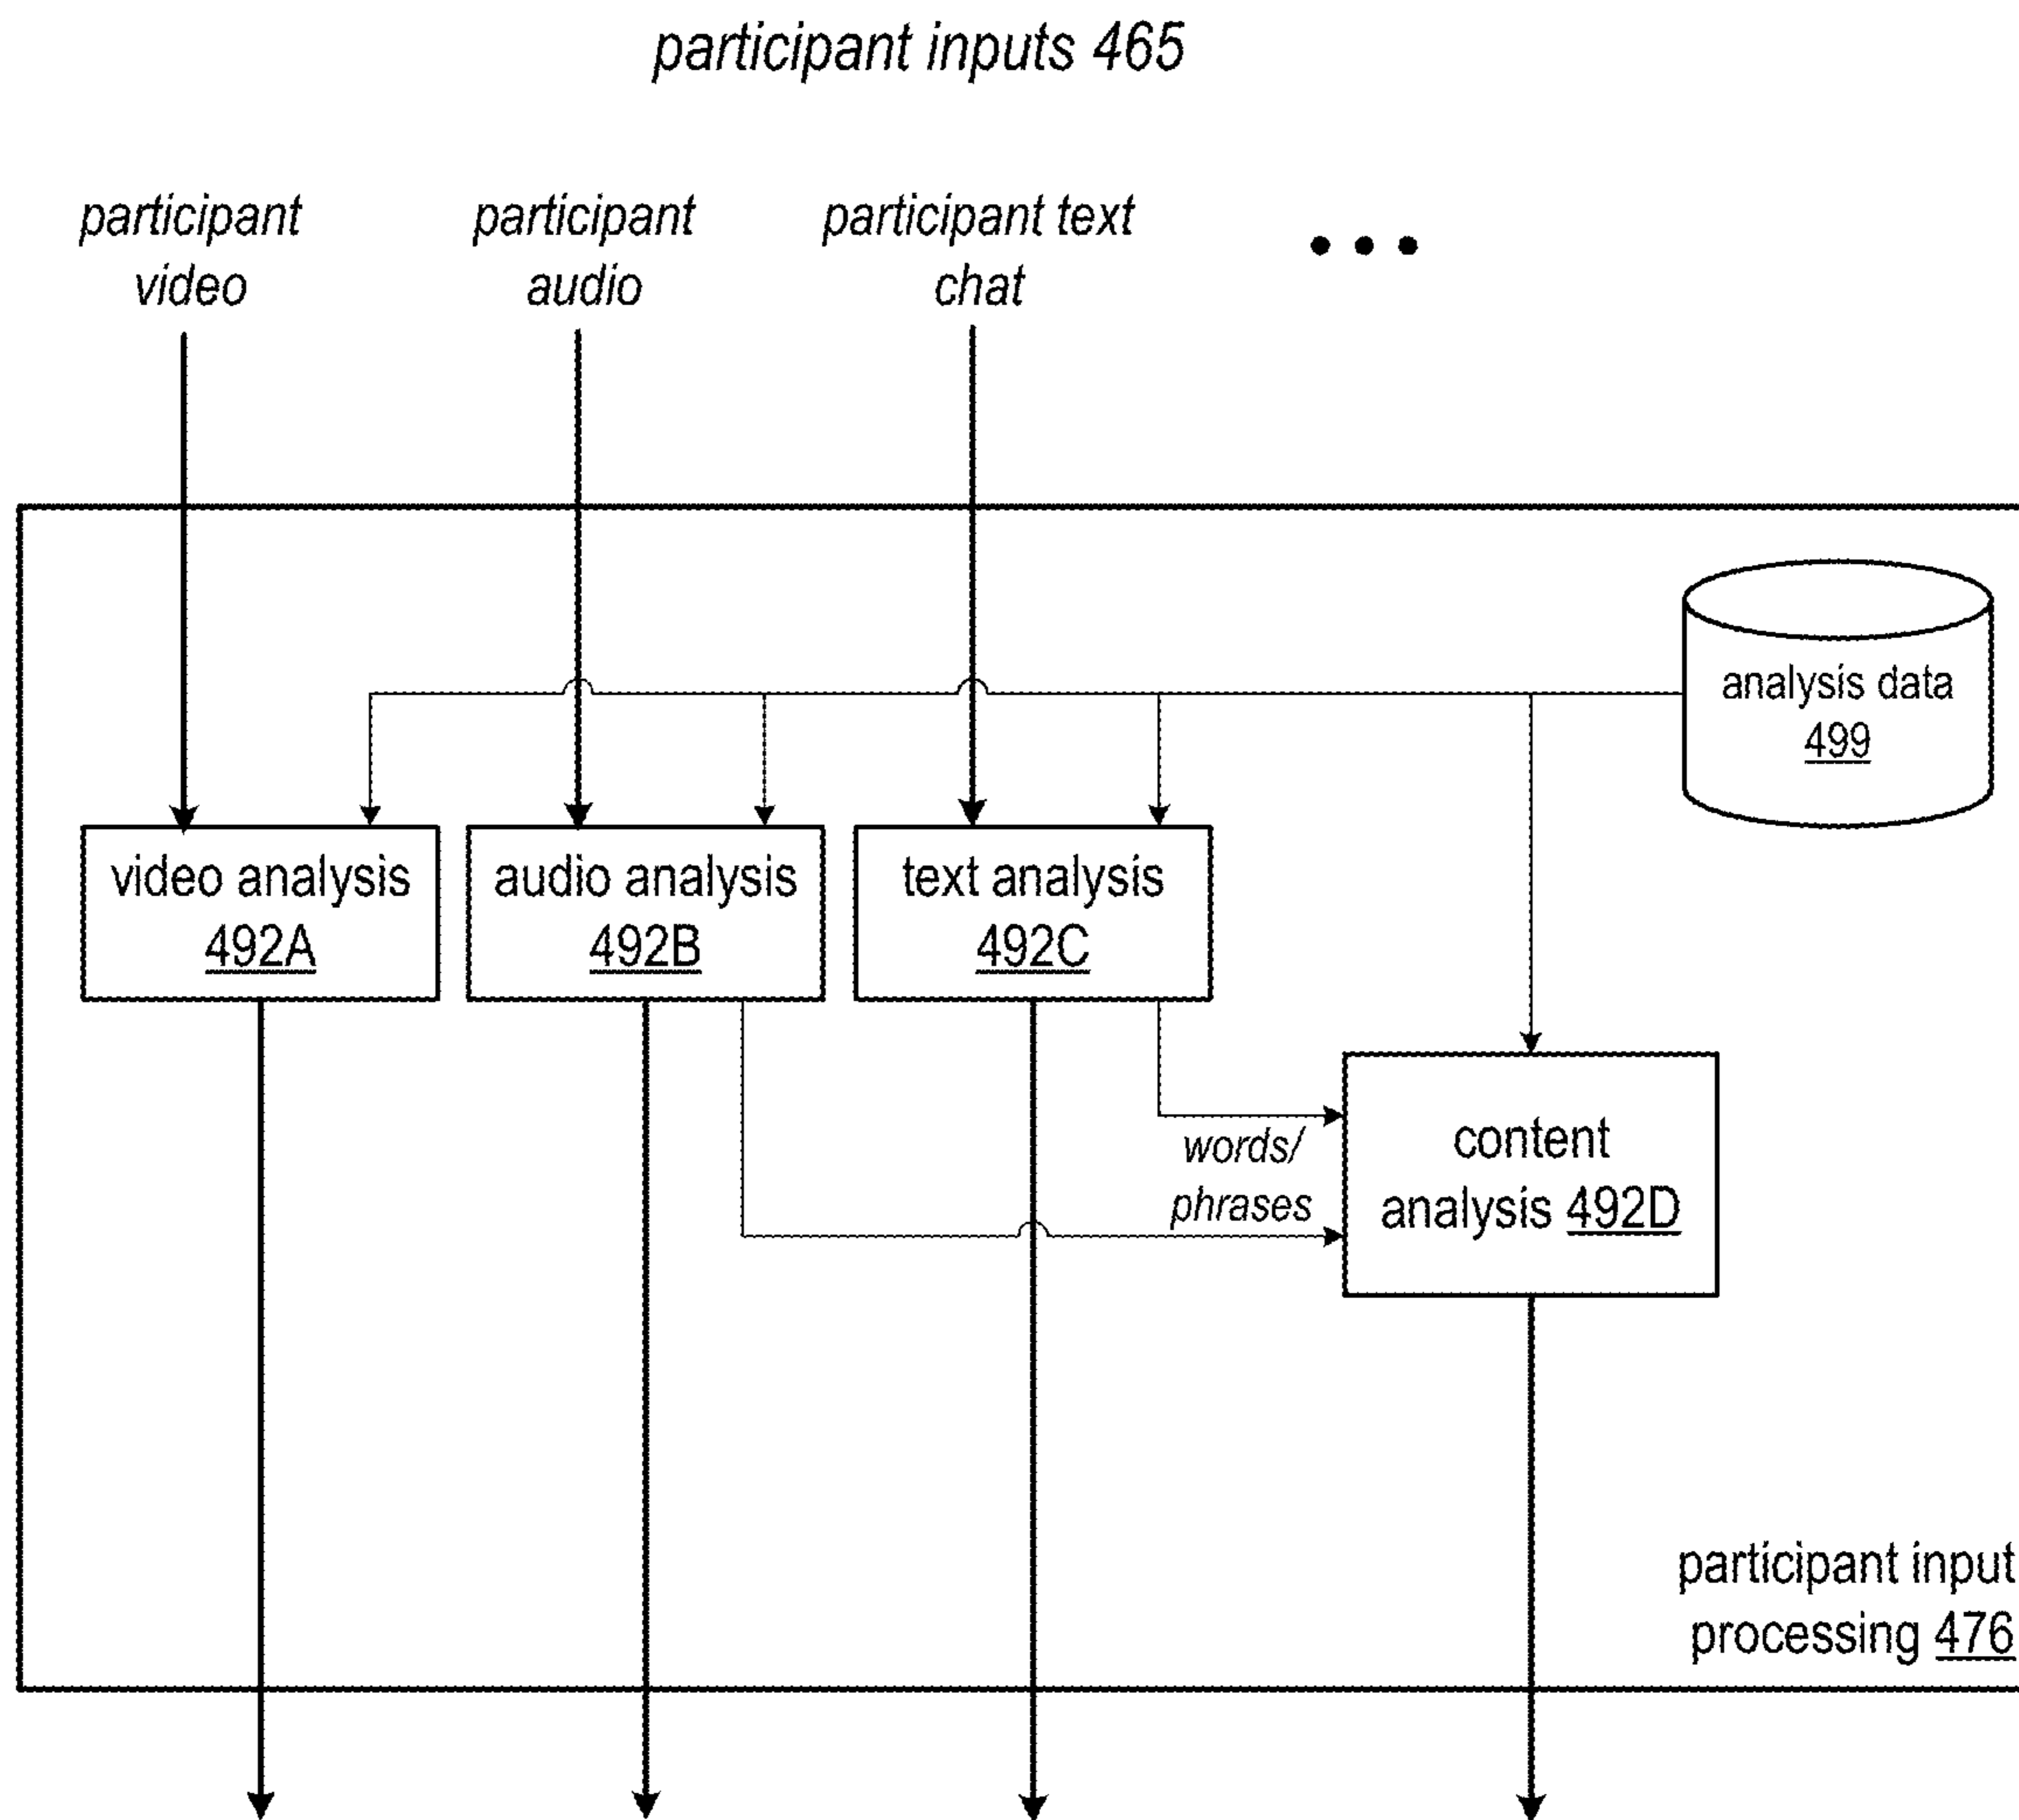 participant inputs 465
participant
video
participant
audio
participant text
chat
• • •
analysis data
499
video analysis
492A
audio analysis
492B
text analysis
492C
words/
phrases
content
analysis 492D
participant input
processing 476